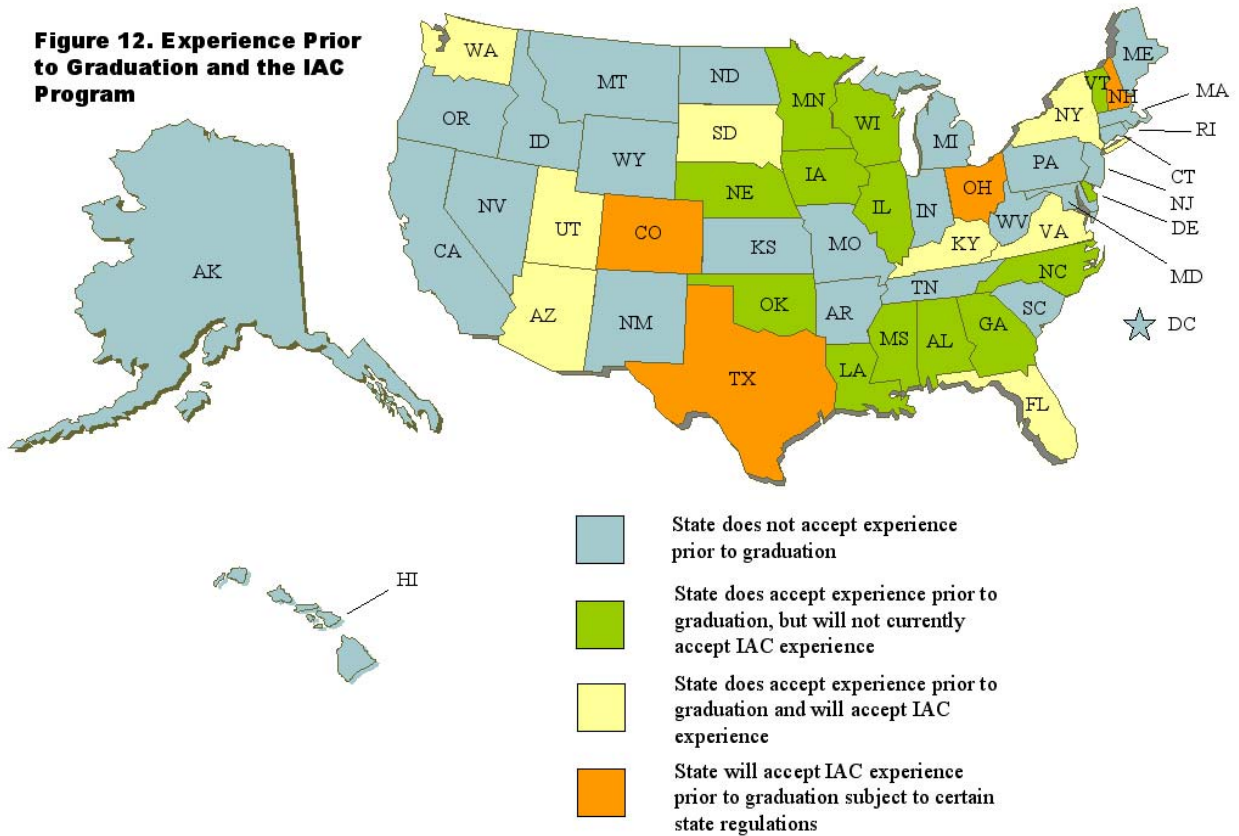 Figure 12. Experience Prior
to Graduation and the IAC
Program
WA
MT
ND
MN
ME
VT
NH
MA
OR
ID
SD
WI
NY
RI
WY
MI
CT
NV
NE
IA
PA
NJ
CA
UT
CO
IL
IN
OH
WV
VA
DE
AK
KS
MO
KY
MD
AZ
NM
OK
AR
TN
NC
SC
DC
TX
LA
MS
AL
GA
FL
HI
State does not accept experience
prior to graduation
State does accept experience prior to
graduation, but will not currently
accept IAC experience
State does accept experience prior to
graduation and will accept IAC
experience
State will accept IAC experience
prior to graduation subject to certain
state regulations